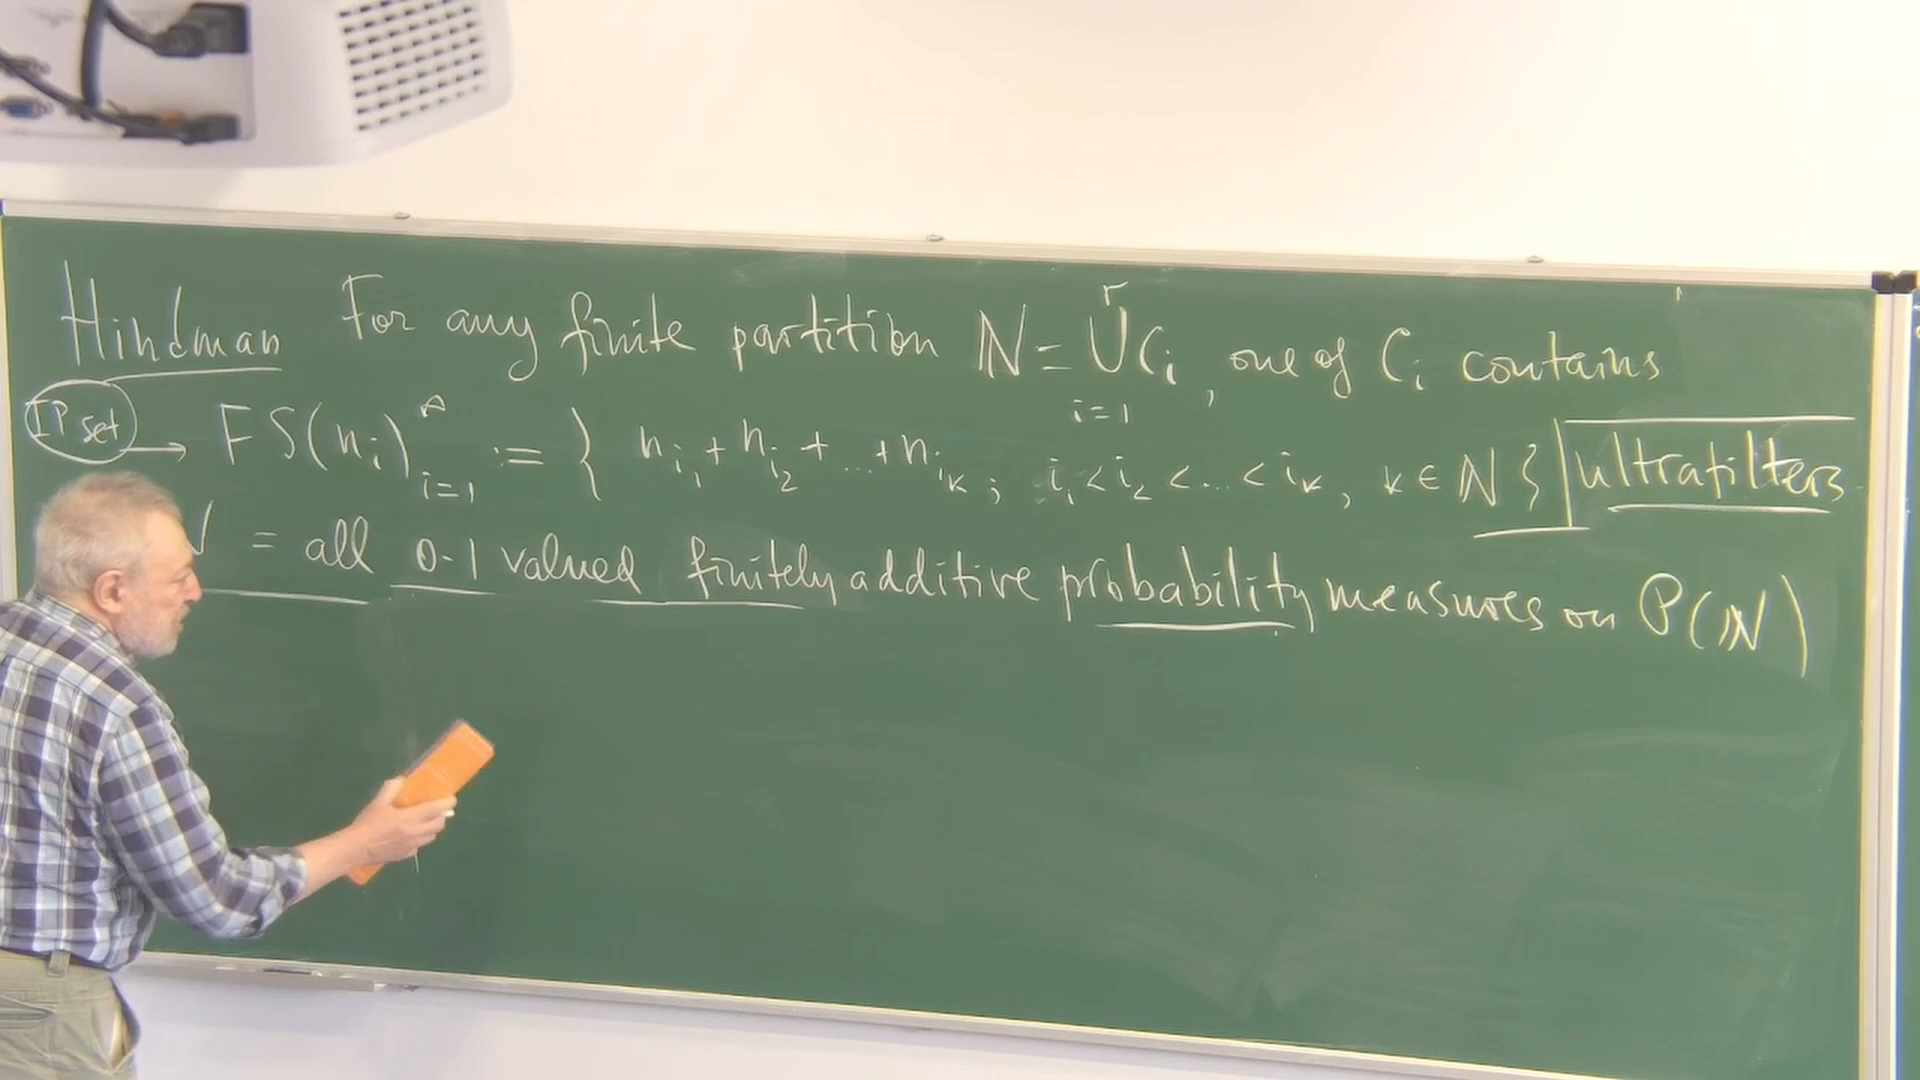 Hindman For any finite partition ℕ = ⋃_{i=1}^{r} C_i, one of C_i contains
IP set → FS(n_i)_{i=1}^{∞} := { n_{i_1} + n_{i_2} + ... + n_{i_k} ; i_1 < i_2 < ... < i_k, k ∈ ℕ } ultrafilters
= all 0-1 valued finitely additive probability measures on P(ℕ)